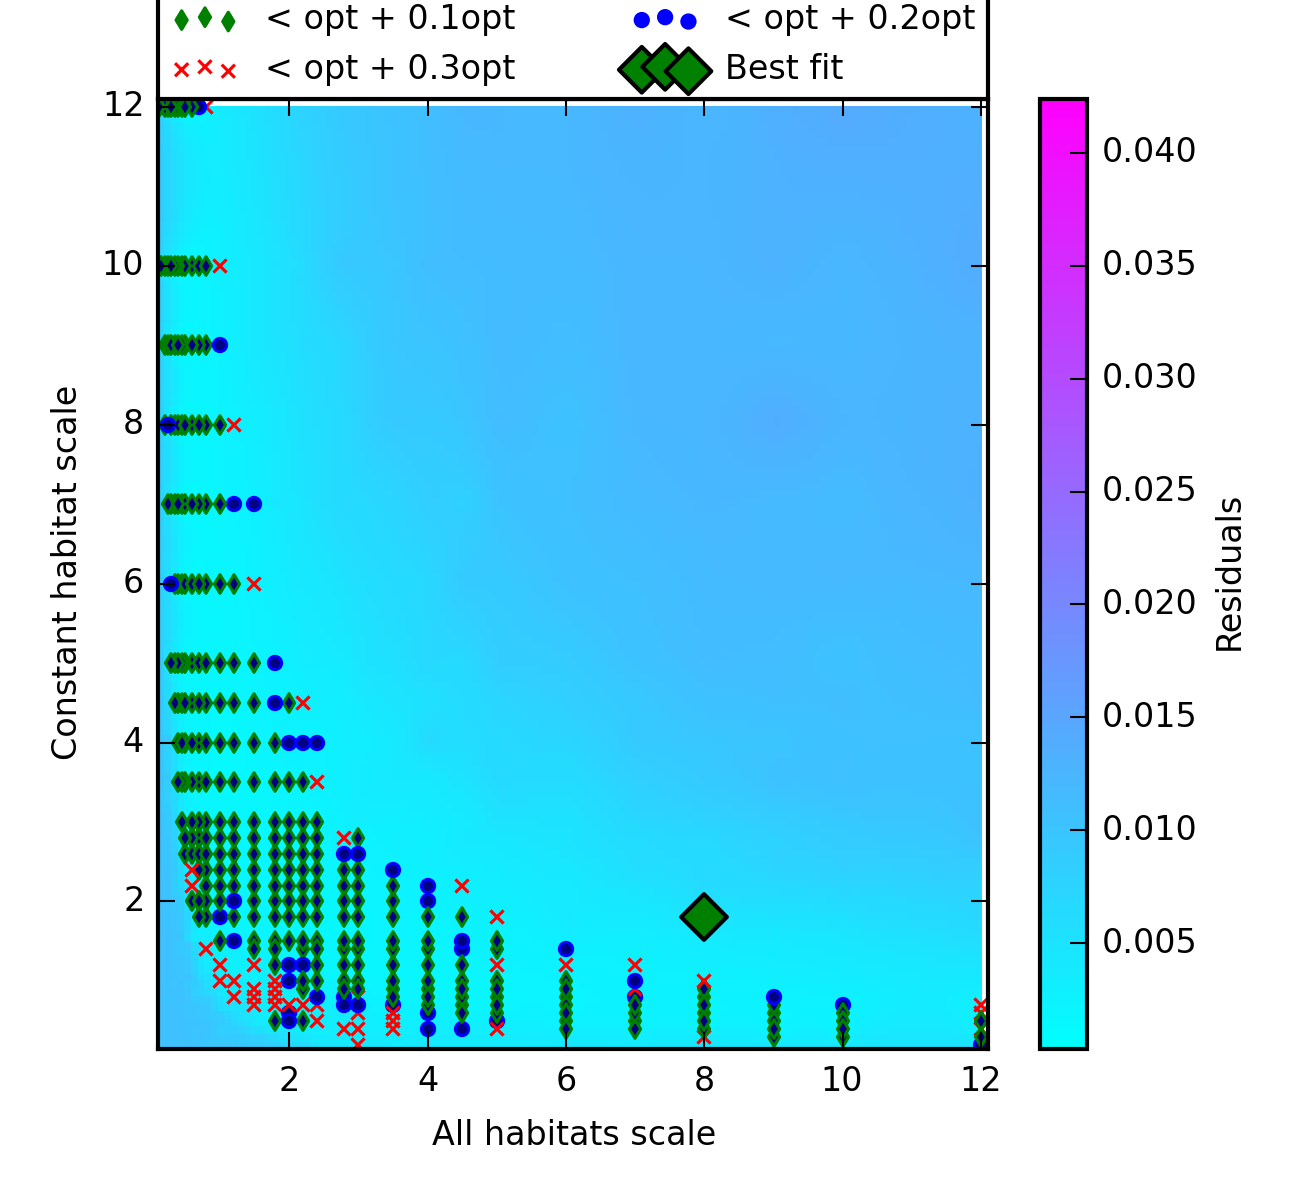 < opt + 0.1opt
< opt + 0.2opt
< opt + 0.3opt
Best fit
12
10
8
6
4
2
Constant habitat scale
2
4
6
8
10
12
All habitats scale
0.040
0.035
0.030
0.025
0.020
0.015
0.010
0.005
Residuals